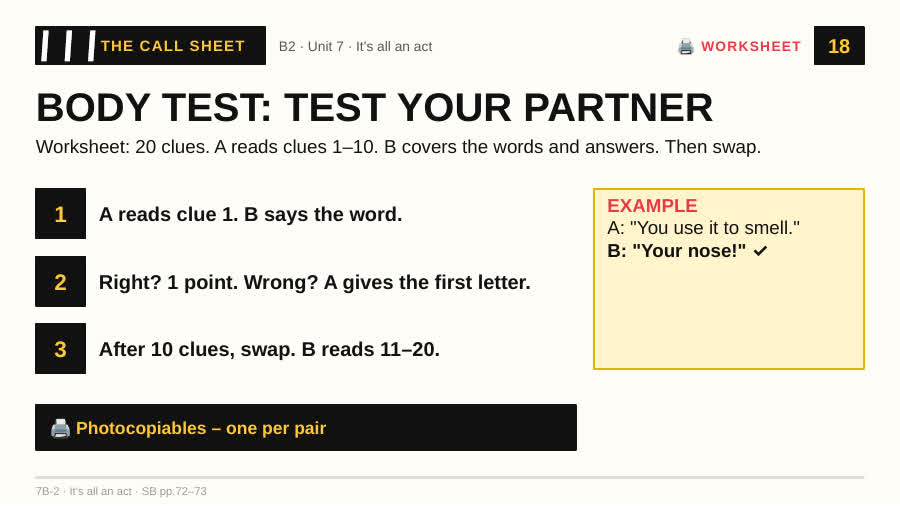 THE CALL SHEET
B2 · Unit 7 · It's all an act
WORKSHEET
18
BODY TEST: TEST YOUR PARTNER
Worksheet: 20 clues. A reads clues 1–10. B covers the words and answers. Then swap.
1
A reads clue 1. B says the word.
2
Right? 1 point. Wrong? A gives the first letter.
3
After 10 clues, swap. B reads 11–20.
EXAMPLE
A: "You use it to smell."
B: "Your nose!" ✓
Photocopiables – one per pair
7B-2 · It's all an act · SB pp.72–73